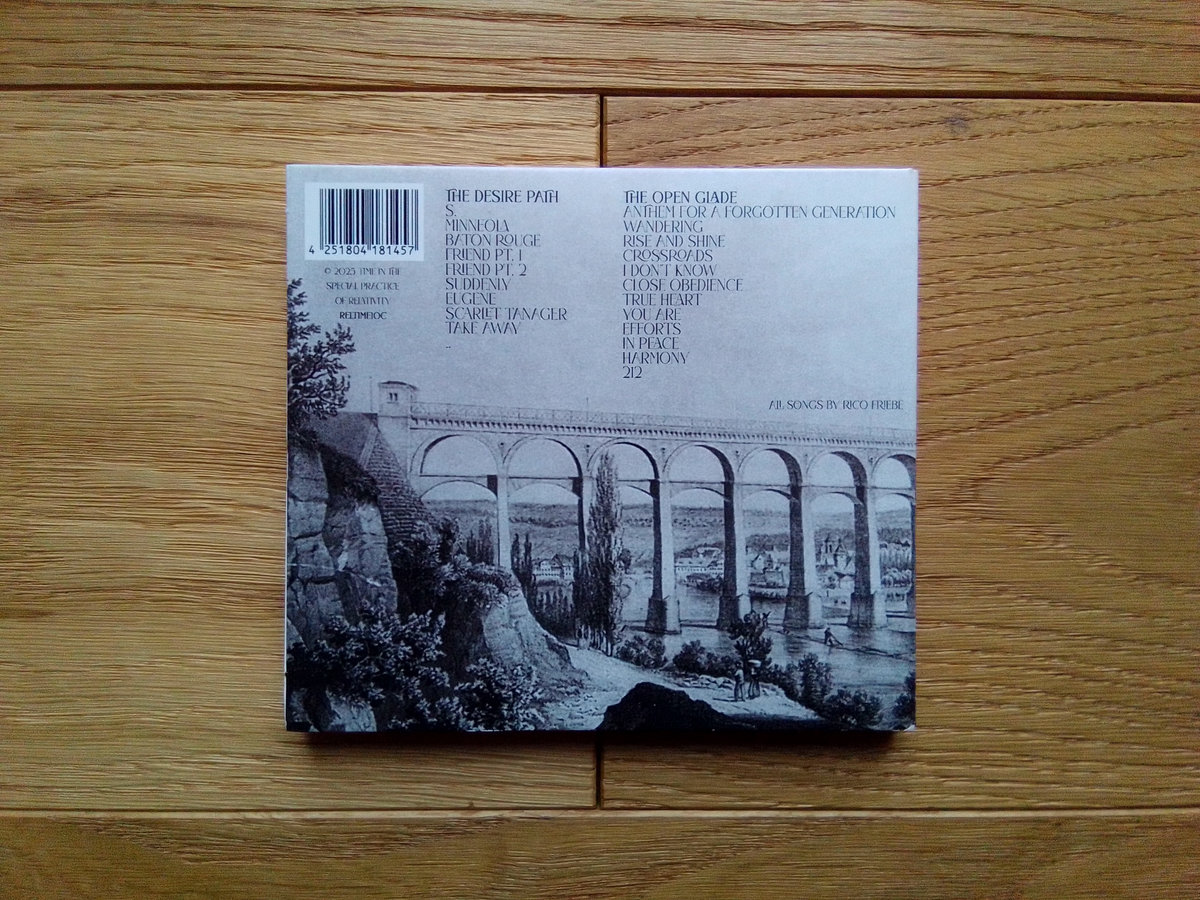 4 251804 181457
© 2025 TIME IN THE
SPECIAL PRACTICE
OF RELATIVITY
RELTIME10C
THE DESIRE PATH
S.
MINNEOLA
BATON ROUGE
FRIEND PT. 1
FRIEND PT. 2
SUDDENLY
EUGENE
SCARLET TANAGER
TAKE AWAY
..
THE OPEN GLADE
ANTHEM FOR A FORGOTTEN GENERATION
WANDERING
RISE AND SHINE
CROSSROADS
I DON'T KNOW
CLOSE OBEDIENCE
TRUE HEART
YOU ARE
EFFORTS
IN PEACE
HARMONY
212
ALL SONGS BY RICO FRIEBE